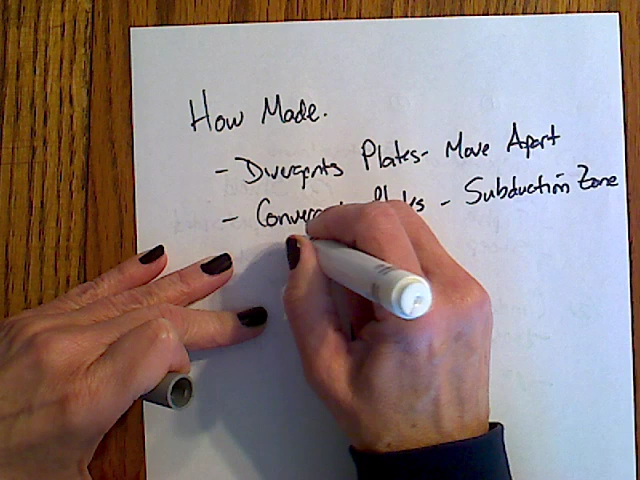 How Made.
- Divergents Plates- Move Apart
- - Subduction Zone